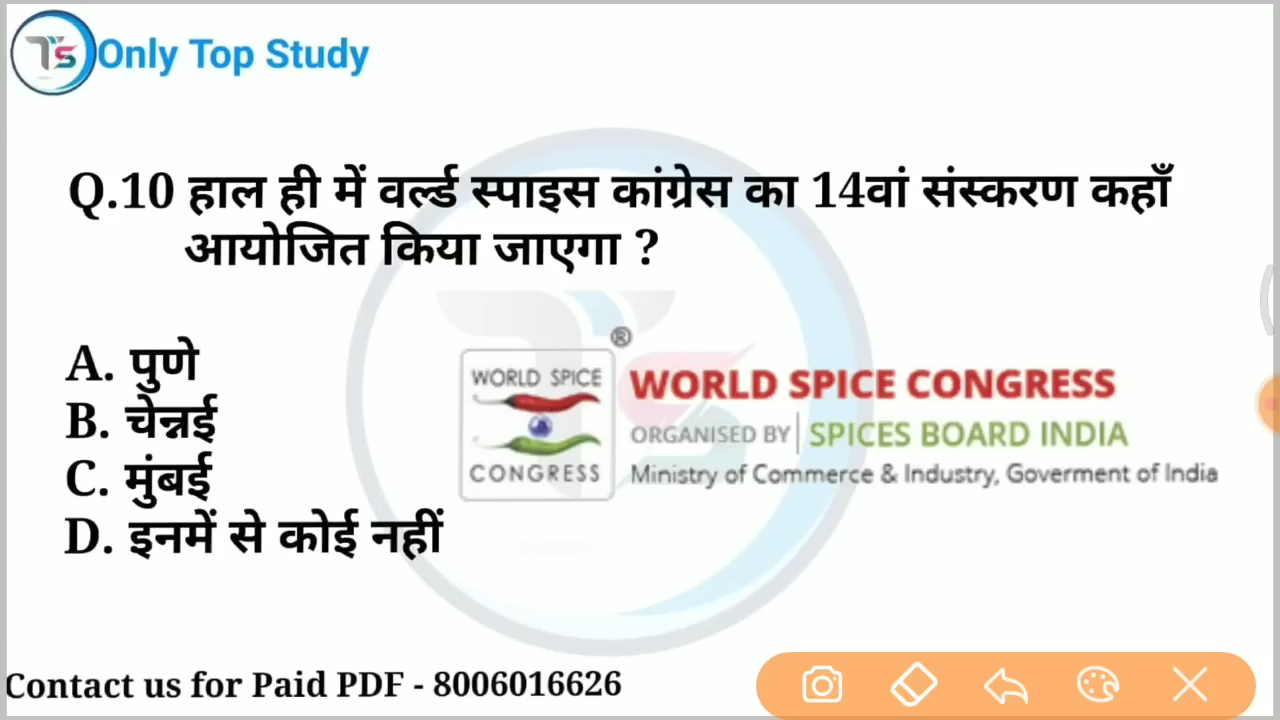 Only Top Study
Q.10 हाल ही में वर्ल्ड स्पाइस कांग्रेस का 14वां संस्करण कहाँ
आयोजित किया जाएगा ?
A. पुणे
B. चेन्नई
C. मुंबई
D. इनमें से कोई नहीं
WORLD SPICE
CONGRESS
®
WORLD SPICE CONGRESS
ORGANISED BY | SPICES BOARD INDIA
Ministry of Commerce & Industry, Goverment of India
Contact us for Paid PDF - 8006016626